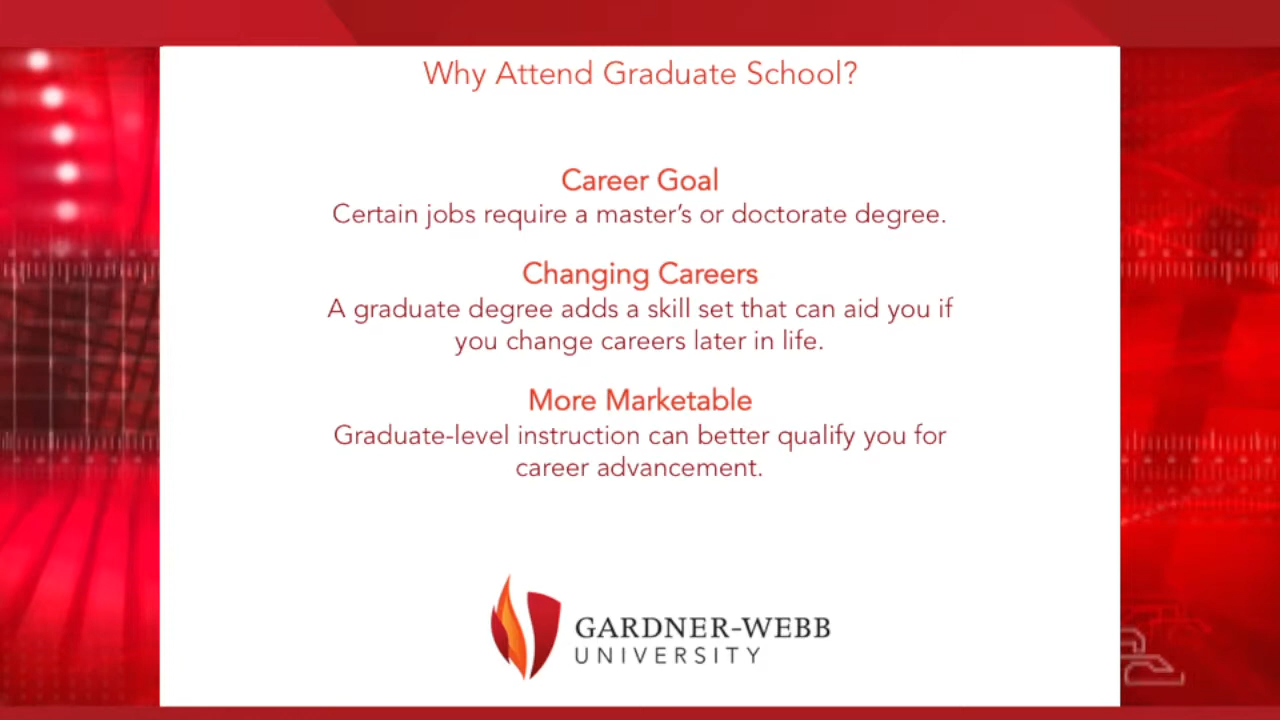 Why Attend Graduate School?
Career Goal
Certain jobs require a master's or doctorate degree.
Changing Careers
A graduate degree adds a skill set that can aid you if
you change careers later in life.
More Marketable
Graduate-level instruction can better qualify you for
career advancement.
GARDNER-WEBB
UNIVERSITY